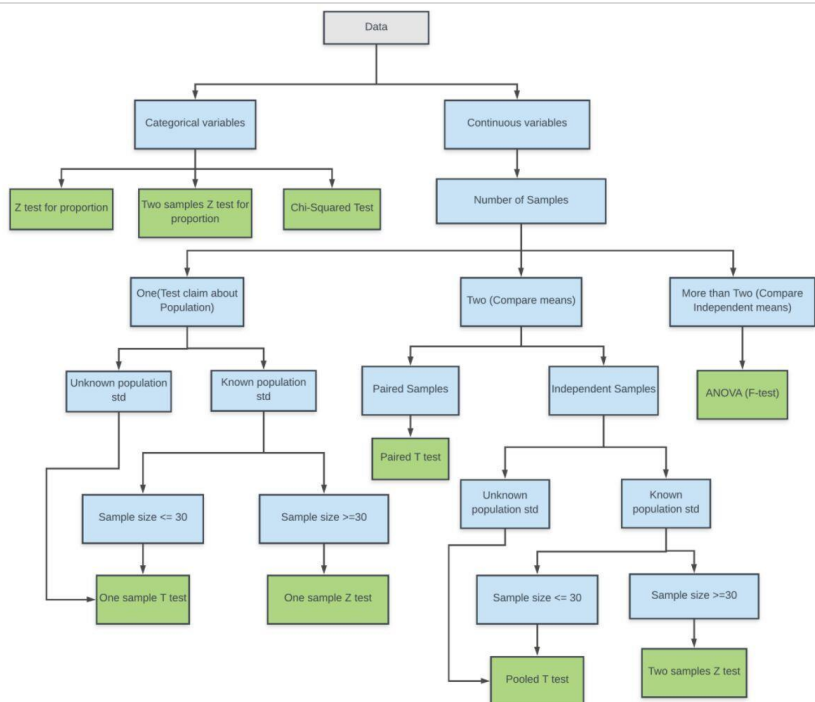 Data
Categorical variables
Continuous variables
Z test for proportion
Two samples Z test for
proportion
Chi-Squared Test
Number of Samples
One(Test claim about
Population)
Two (Compare means)
More than Two (Compare
Independent means)
Unknown population
std
Known population
std
Paired Samples
Independent Samples
ANOVA (F-test)
Paired T test
Unknown
population std
Known
population std
Sample size <= 30
Sample size >=30
One sample T test
One sample Z test
Sample size <= 30
Sample size >=30
Pooled T test
Two samples Z test